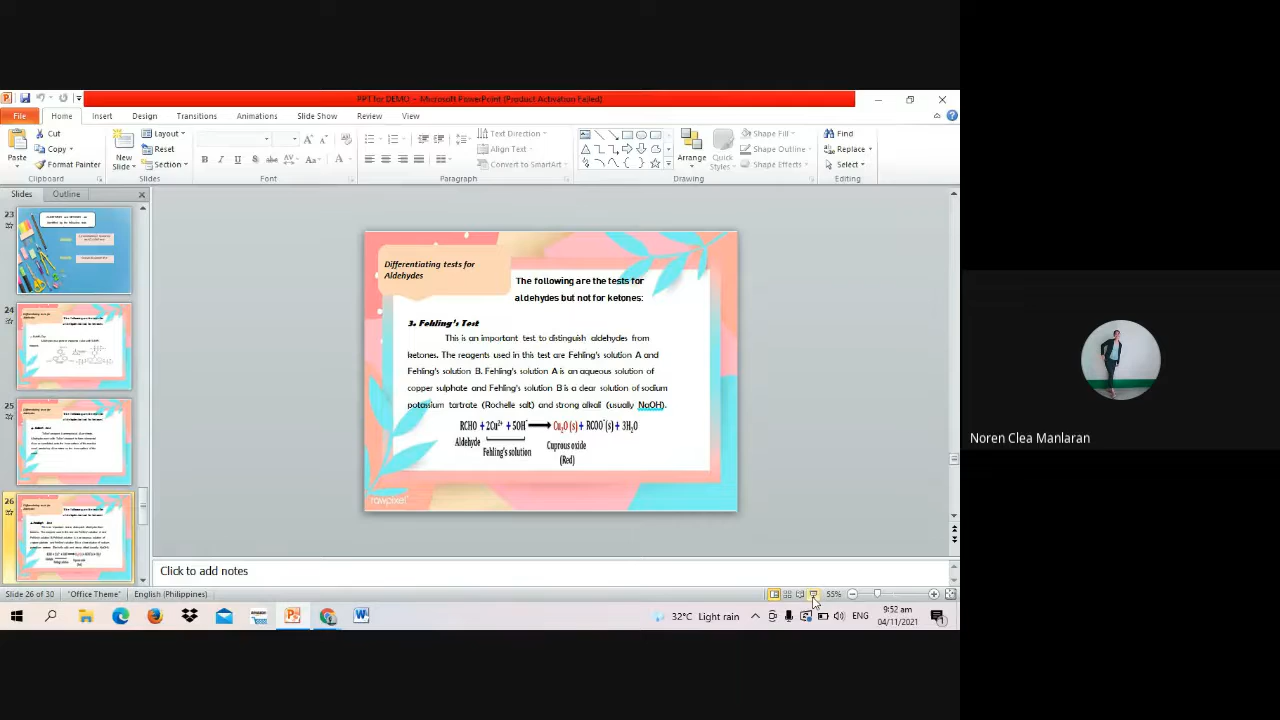 PPT for DEMO - Microsoft PowerPoint (Product Activation Failed)
File Home Insert Design Transitions Animations Slide Show Review View
Paste
Cut
Copy
Format Painter
Clipboard
New Slide
Layout
Reset
Section
Slides
Font
Paragraph
Text Direction
Align Text
Convert to SmartArt
Arrange
Quick Styles
Shape Fill
Shape Outline
Shape Effects
Drawing
Find
Replace
Select
Editing
Slides Outline
23
24
25
26
Differentiating tests for
Aldehydes
The following are the tests for
aldehydes but not for ketones:
3. Fehling's Test
This is an important test to distinguish aldehydes from
ketones. The reagents used in this test are Fehling's solution A and
Fehling's solution B. Fehling's solution A is an aqueous solution of
copper sulphate and Fehling's solution B is a clear solution of sodium
potassium tartrate (Rochelle salt) and strong alkali (usually NaOH).
RCHO + 2Cu²⁺ + 5OH⁻ → Cu₂O (s) + RCOO⁻(s) + 3H₂O
Aldehyde
Fehling's solution
Cuprous oxide
(Red)
rawpixel
Click to add notes
Slide 26 of 30 "Office Theme" English (Philippines) 55%
32°C Light rain ENG
9:52 am
04/11/2021
Noren Clea Manlaran